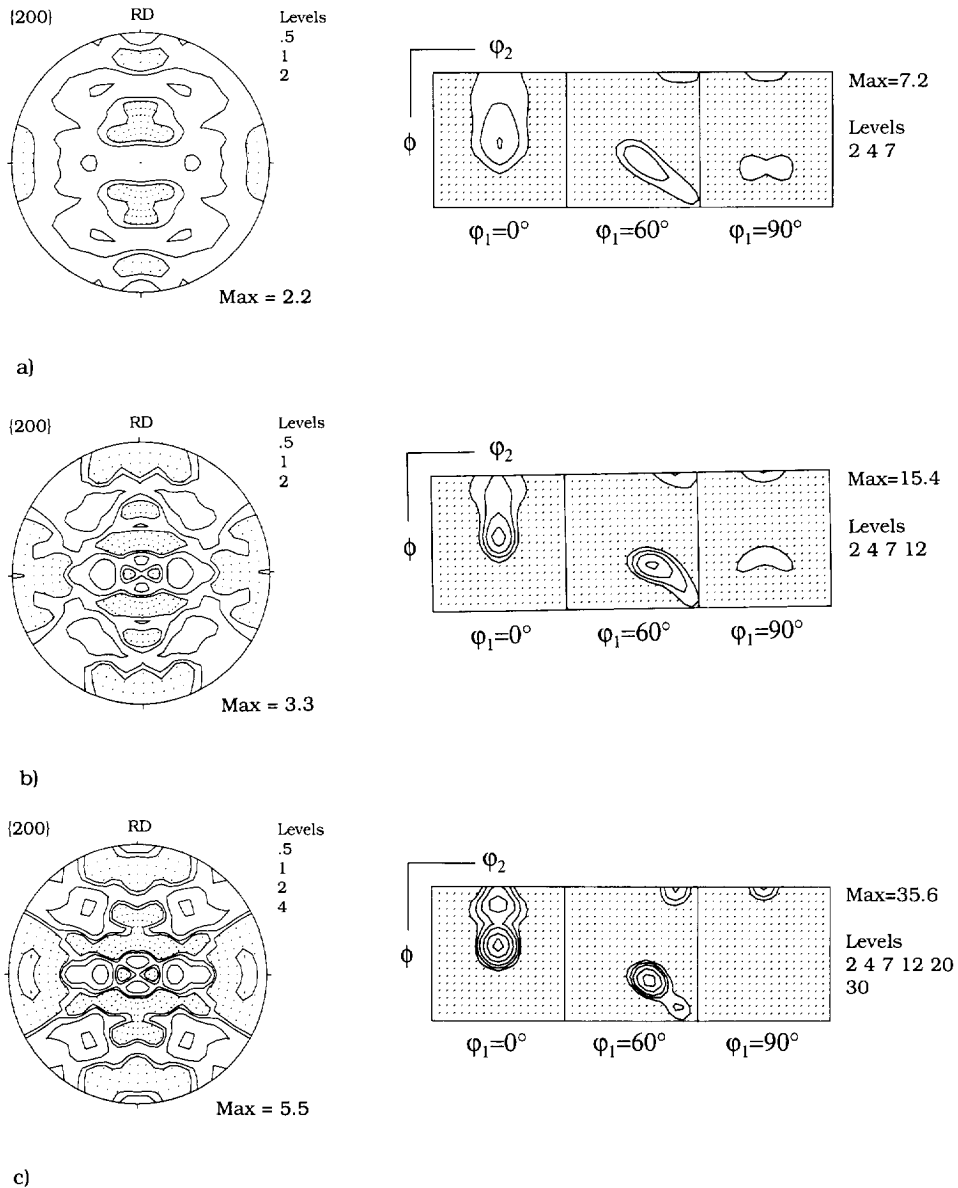 {200}
RD
Levels
.5
1
2
Max = 2.2
φ2
ϕ
φ1=0°
φ1=60°
φ1=90°
Max=7.2
Levels
2 4 7
a)
{200}
RD
Levels
.5
1
2
Max = 3.3
φ2
ϕ
φ1=0°
φ1=60°
φ1=90°
Max=15.4
Levels
2 4 7 12
b)
{200}
RD
Levels
.5
1
2
4
Max = 5.5
φ2
ϕ
φ1=0°
φ1=60°
φ1=90°
Max=35.6
Levels
2 4 7 12 20
30
c)